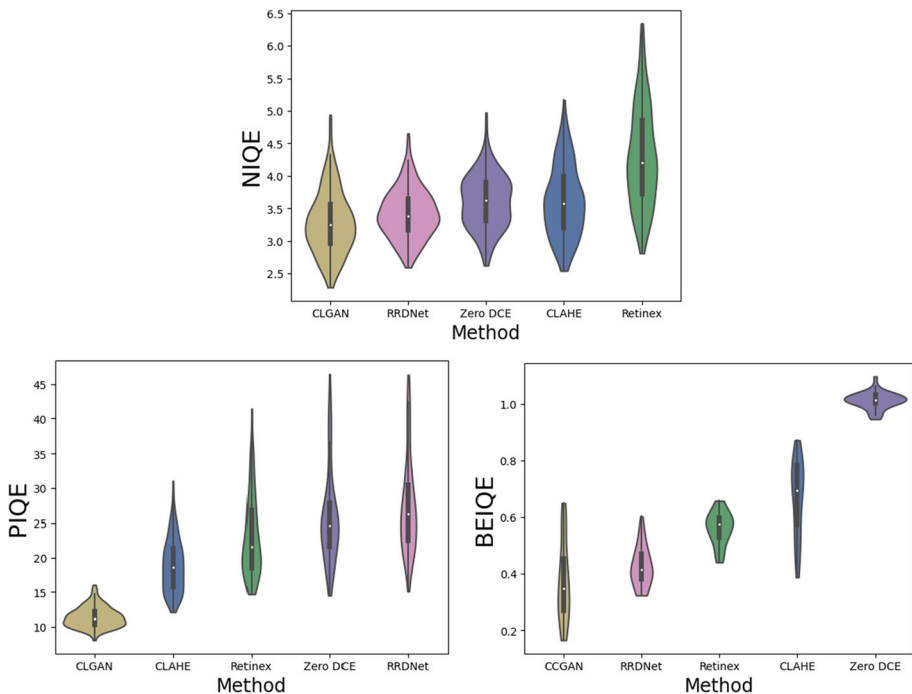 6.5
6.0
5.5
5.0
4.5
4.0
3.5
3.0
2.5
NIQE
CLGAN RRDNet Zero DCE CLAHE Retinex
Method
45
40
35
30
25
20
15
10
PIQE
CLGAN CLAHE Retinex Zero DCE RRDNet
Method
1.0
0.8
0.6
0.4
0.2
BEIQE
CCGAN RRDNet Retinex CLAHE Zero DCE
Method